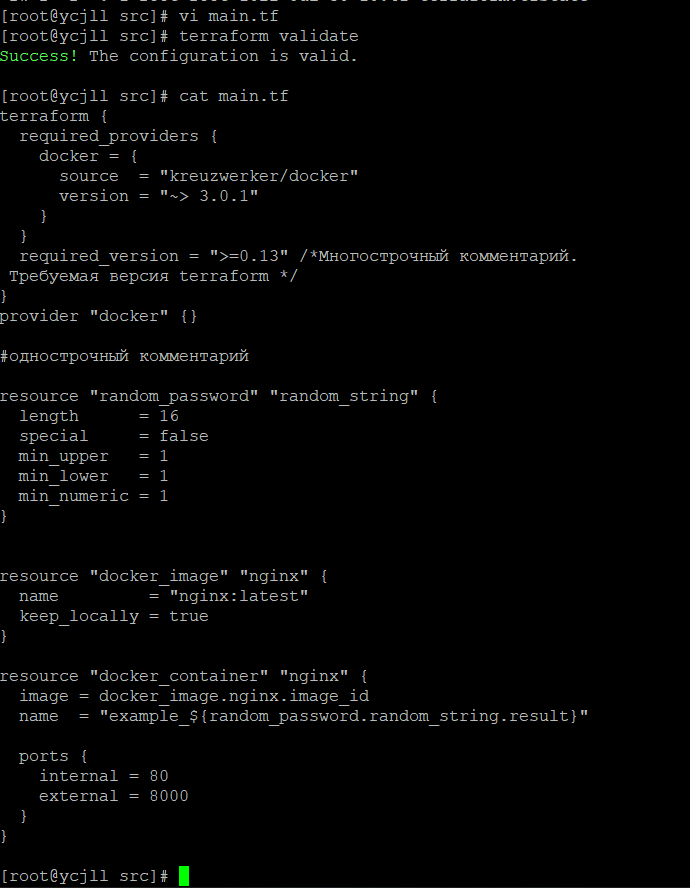 [root@ycjll src]# vi main.tf
[root@ycjll src]# terraform validate
Success! The configuration is valid.
[root@ycjll src]# cat main.tf
terraform {
  required_providers {
    docker = {
      source  = "kreuzwerker/docker"
      version = "~> 3.0.1"
    }
  }
  required_version = ">=0.13" /*Многострочный комментарий.
 Требуемая версия terraform */
}
provider "docker" {}
#однострочный комментарий
resource "random_password" "random_string" {
  length      = 16
  special     = false
  min_upper   = 1
  min_lower   = 1
  min_numeric = 1
}
resource "docker_image" "nginx" {
  name         = "nginx:latest"
  keep_locally = true
}
resource "docker_container" "nginx" {
  image = docker_image.nginx.image_id
  name  = "example_${random_password.random_string.result}"
  ports {
    internal = 80
    external = 8000
  }
}
[root@ycjll src]#